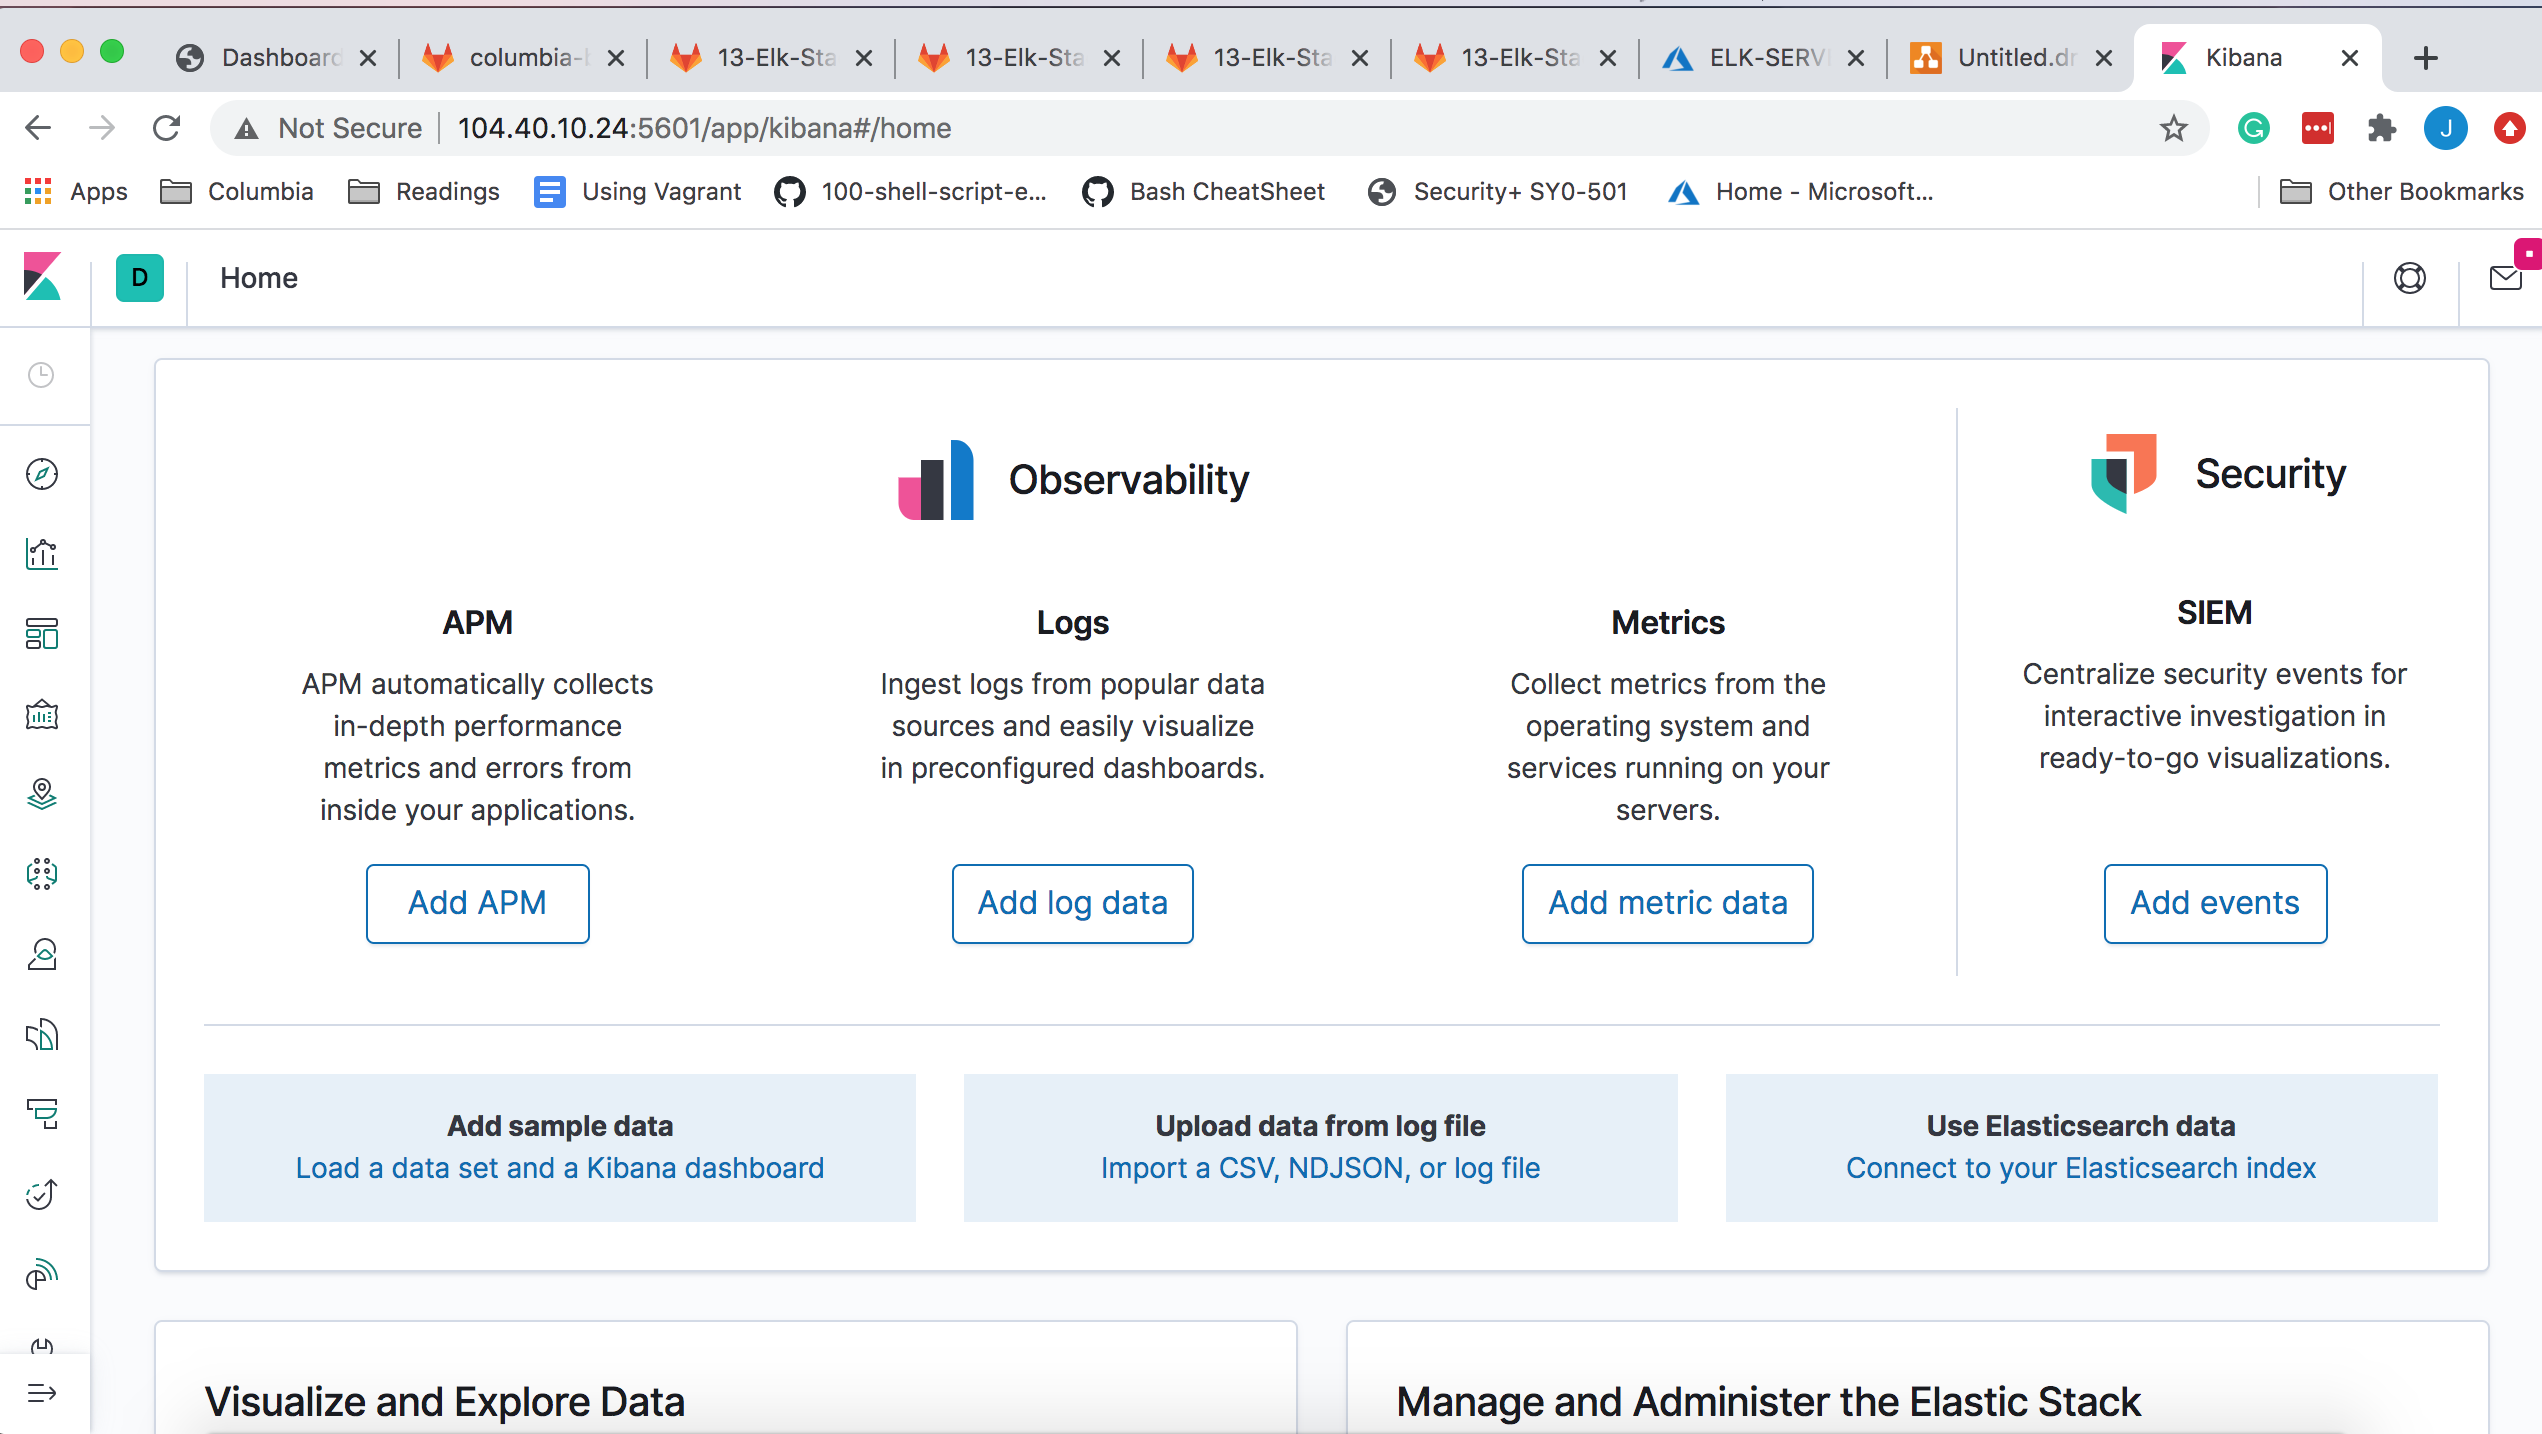 Dashboard
columbia-b
13-Elk-Sta
13-Elk-Sta
13-Elk-Sta
13-Elk-Sta
ELK-SERV
Untitled.dr
Kibana
Not Secure
104.40.10.24:5601/app/kibana#/home
J
Apps
Columbia
Readings
Using Vagrant
100-shell-script-e...
Bash CheatSheet
Security+ SY0-501
Home - Microsoft...
Other Bookmarks
D
Home
Observability
Security
APM
APM automatically collects
in-depth performance
metrics and errors from
inside your applications.
Add APM
Logs
Ingest logs from popular data
sources and easily visualize
in preconfigured dashboards.
Add log data
Metrics
Collect metrics from the
operating system and
services running on your
servers.
Add metric data
SIEM
Centralize security events for
interactive investigation in
ready-to-go visualizations.
Add events
Add sample data
Load a data set and a Kibana dashboard
Upload data from log file
Import a CSV, NDJSON, or log file
Use Elasticsearch data
Connect to your Elasticsearch index
Visualize and Explore Data
Manage and Administer the Elastic Stack